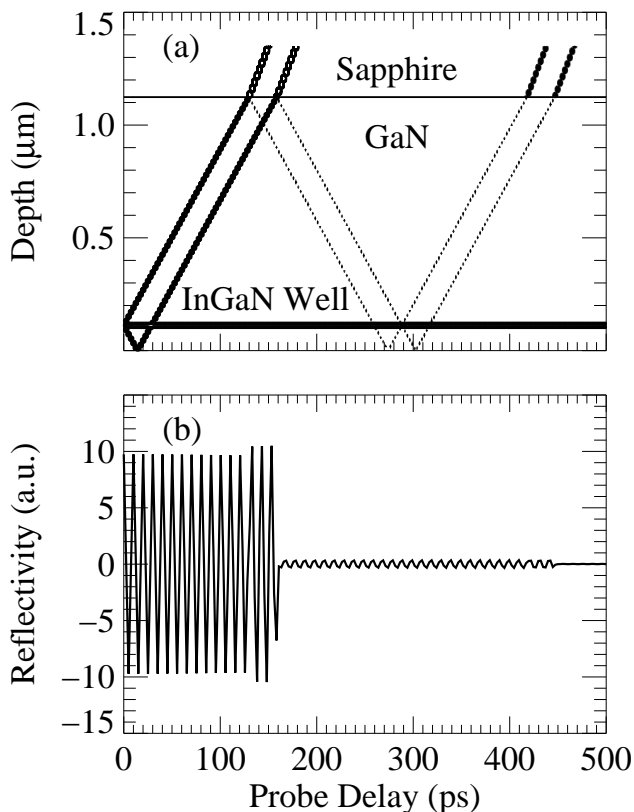 1.5
(a)
Sapphire
1.0
GaN
Depth (μm)
0.5
InGaN Well
(b)
10
5
0
−5
−10
−15
Reflectivity (a.u.)
0 100 200 300 400 500
Probe Delay (ps)